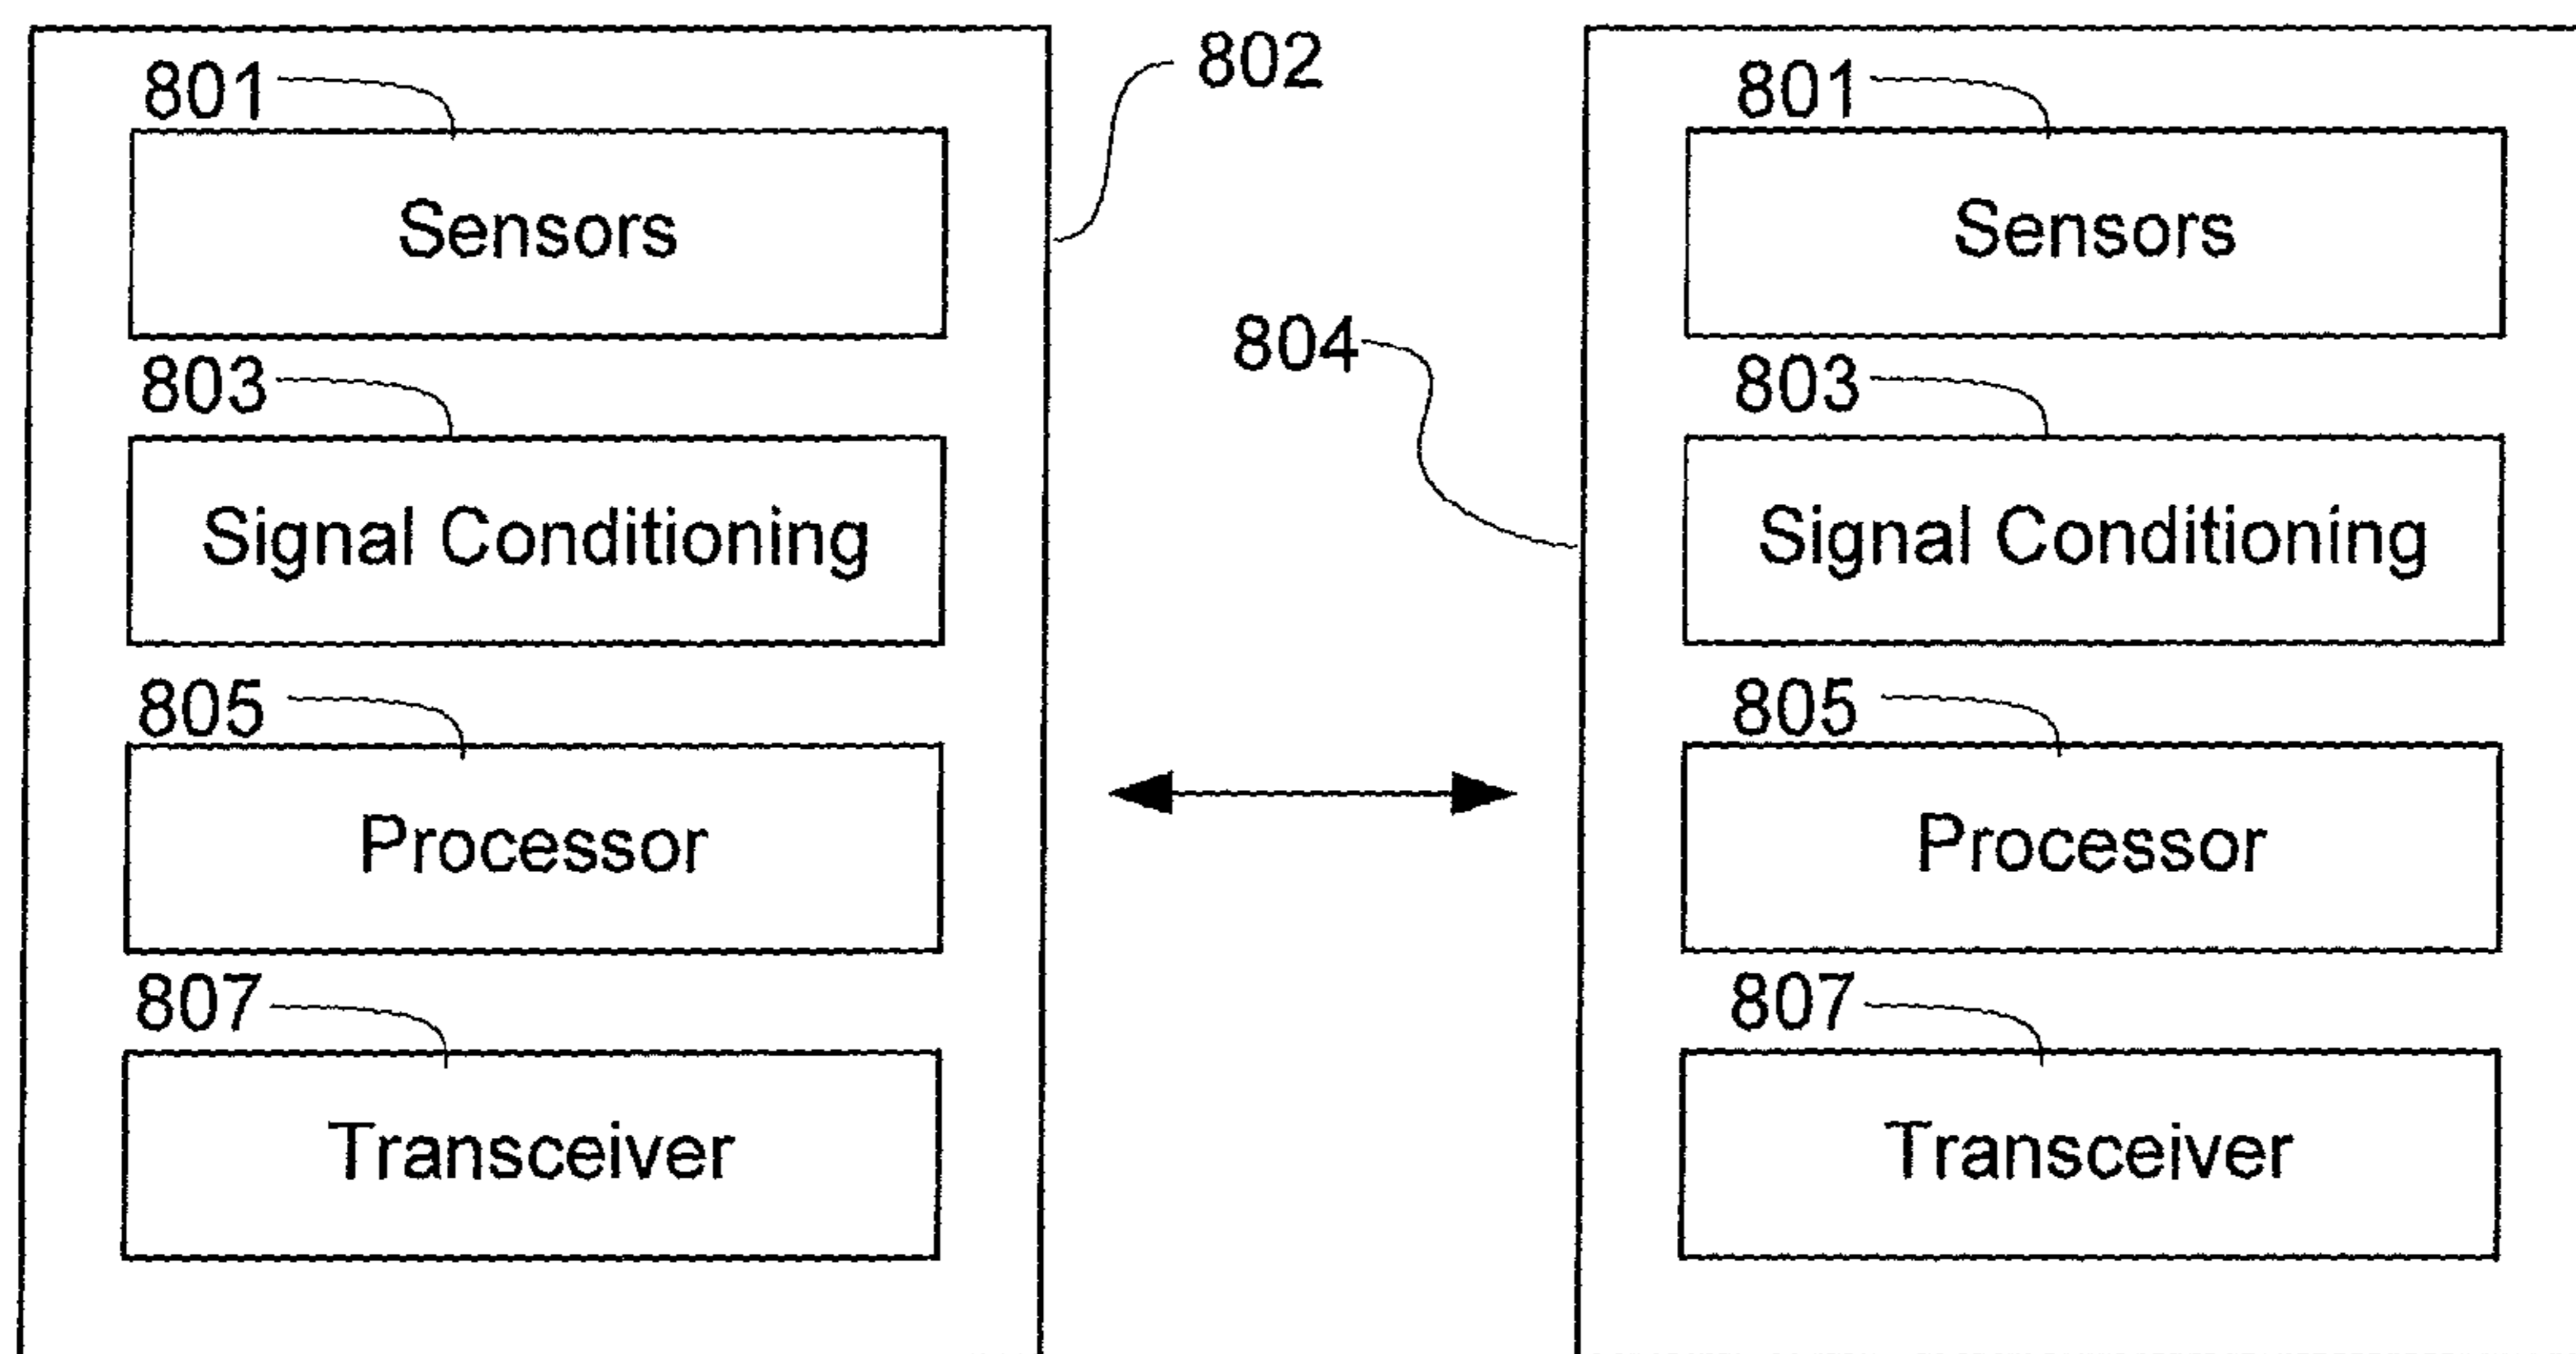 802
801
Sensors
803
Signal Conditioning
805
Processor
807
Transceiver
804
801
Sensors
803
Signal Conditioning
805
Processor
807
Transceiver